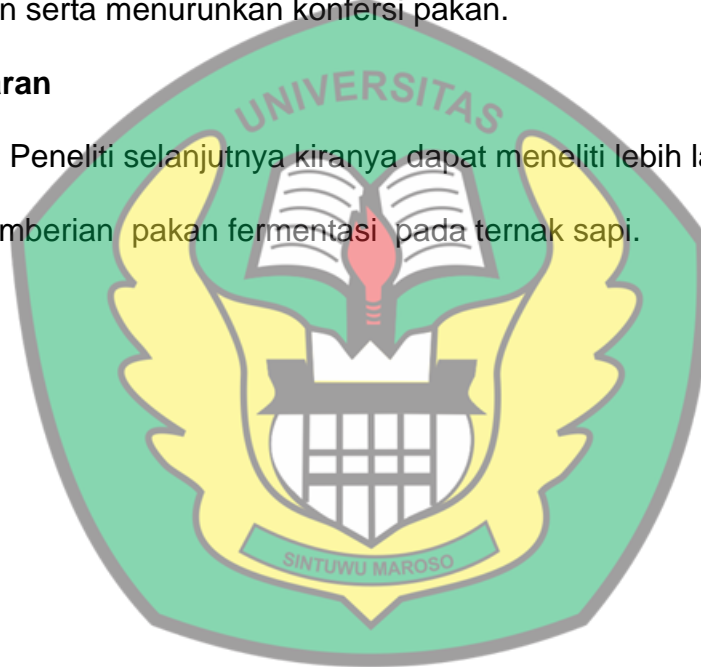 n serta menurunkan konfersi pakan.
aran
UNIVERSITAS
Peneliti selanjutnya kiranya dapat meneliti lebih la
mberian pakan fermentasi pada ternak sapi.
SINTUWU MAROSO